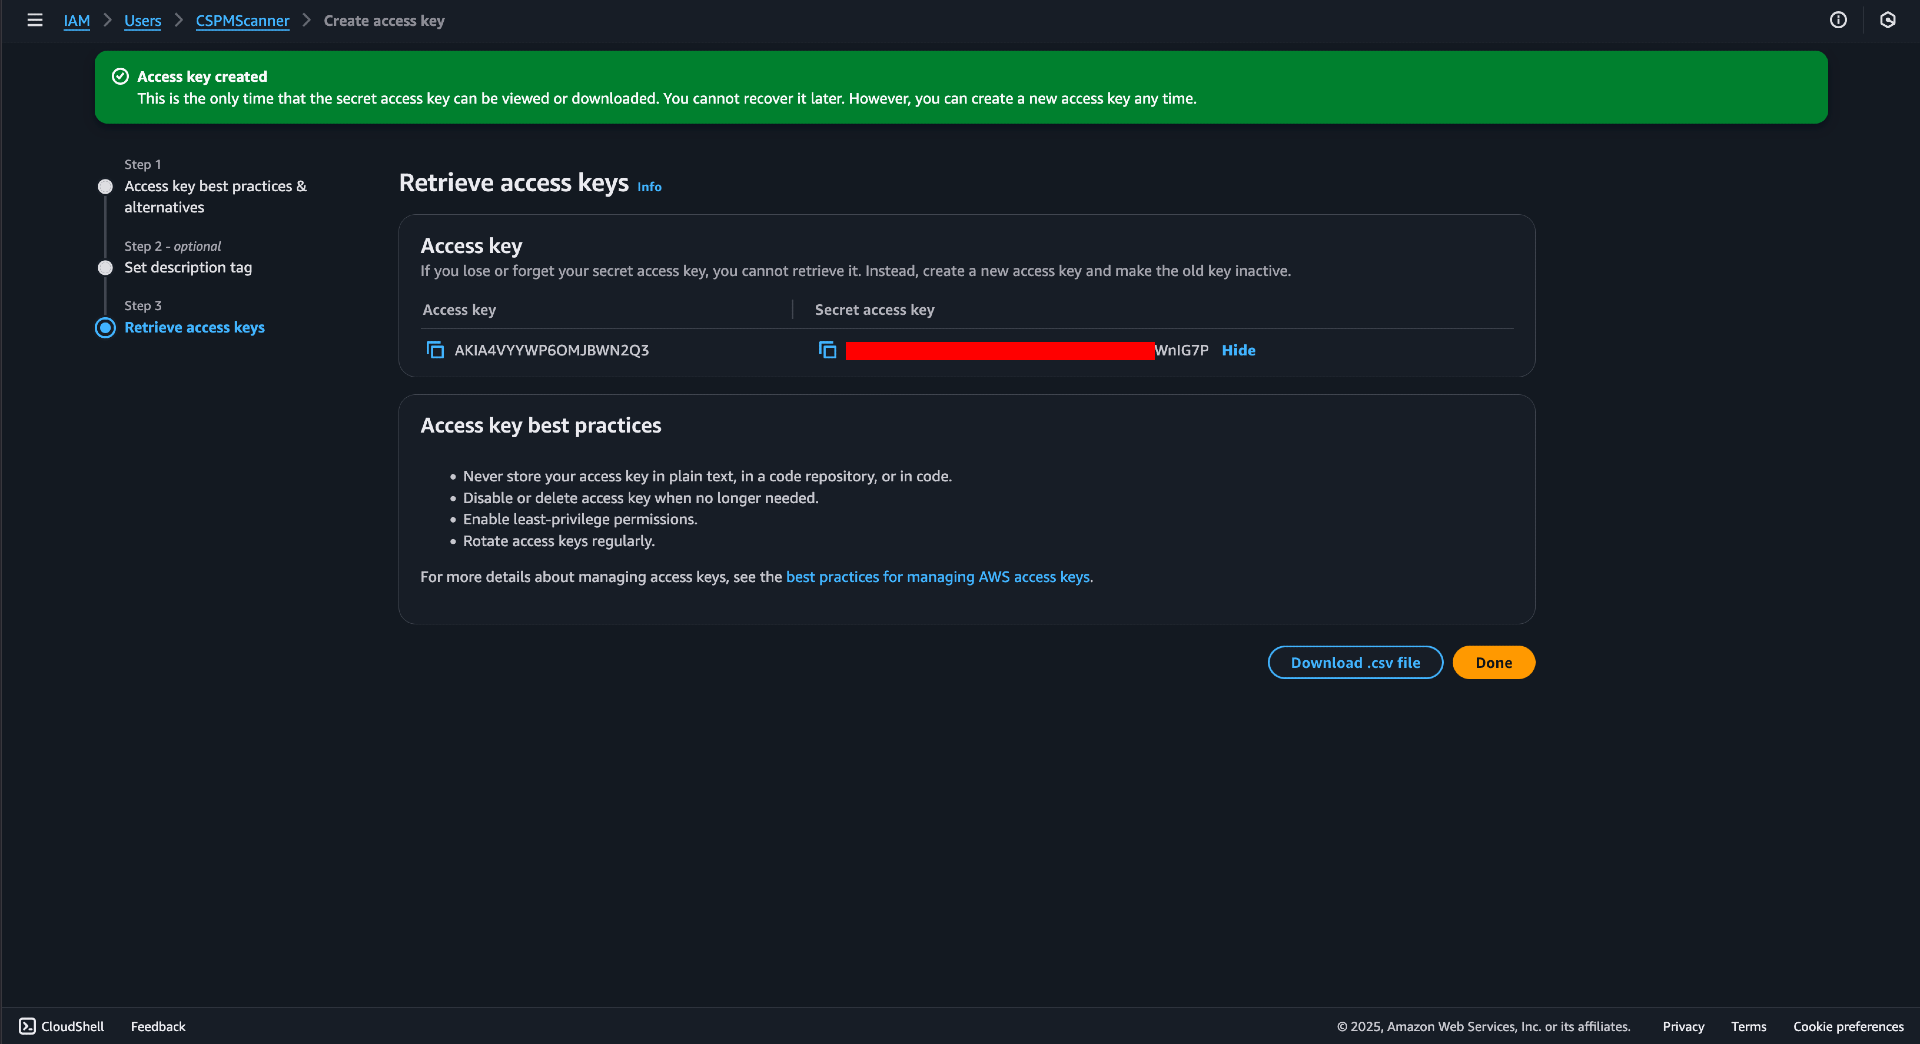 IAM > Users > CSPMScanner > Create access key
Access key created
This is the only time that the secret access key can be viewed or downloaded. You cannot recover it later. However, you can create a new access key any time.
Step 1
Access key best practices &
alternatives
Step 2 - optional
Set description tag
Step 3
Retrieve access keys
Retrieve access keys Info
Access key
If you lose or forget your secret access key, you cannot retrieve it. Instead, create a new access key and make the old key inactive.
Access key Secret access key
AKIA4VYYWP6OMJBWN2Q3 WnIG7P Hide
Access key best practices
• Never store your access key in plain text, in a code repository, or in code.
• Disable or delete access key when no longer needed.
• Enable least-privilege permissions.
• Rotate access keys regularly.
For more details about managing access keys, see the best practices for managing AWS access keys.
Download .csv file Done
CloudShell Feedback © 2025, Amazon Web Services, Inc. or its affiliates. Privacy Terms Cookie preferences